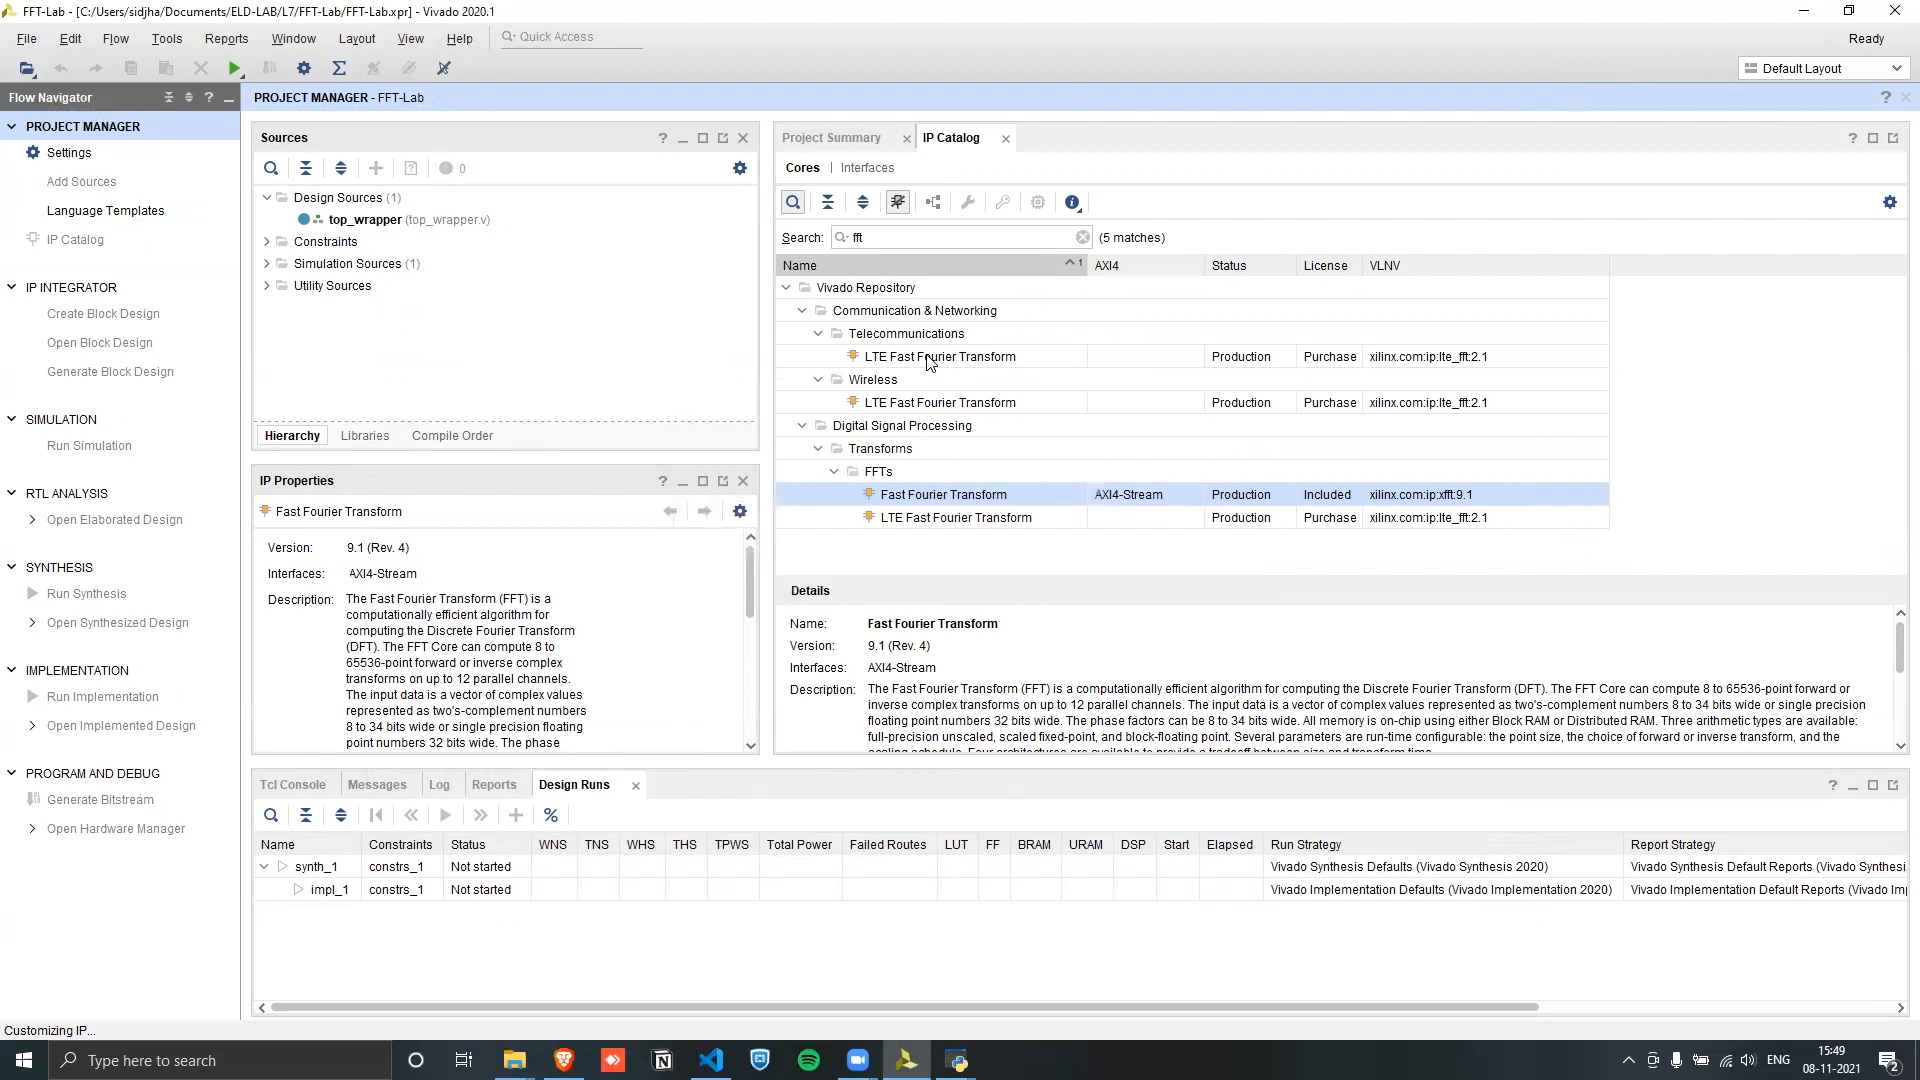 FFT-Lab - [C:/Users/sidjha/Documents/ELD-LAB/L7/FFT-Lab/FFT-Lab.xpr] - Vivado 2020.1
File Edit Flow Tools Reports Window Layout View Help Quick Access Ready
Default Layout
Flow Navigator ?
PROJECT MANAGER - FFT-Lab ?
PROJECT MANAGER
Settings
Add Sources
Language Templates
IP Catalog
IP INTEGRATOR
Create Block Design
Open Block Design
Generate Block Design
SIMULATION
Run Simulation
RTL ANALYSIS
Open Elaborated Design
SYNTHESIS
Run Synthesis
Open Synthesized Design
IMPLEMENTATION
Run Implementation
Open Implemented Design
PROGRAM AND DEBUG
Generate Bitstream
Open Hardware Manager
Sources ?
0
Design Sources (1)
top_wrapper (top_wrapper.v)
Constraints
Simulation Sources (1)
Utility Sources
Hierarchy Libraries Compile Order
IP Properties ?
Fast Fourier Transform
Version: 9.1 (Rev. 4)
Interfaces: AXI4-Stream
Description: The Fast Fourier Transform (FFT) is a
computationally efficient algorithm for
computing the Discrete Fourier Transform
(DFT). The FFT Core can compute 8 to
65536-point forward or inverse complex
transforms on up to 12 parallel channels.
The input data is a vector of complex values
represented as two's-complement numbers
8 to 34 bits wide or single precision floating
point numbers 32 bits wide. The phase
Project Summary IP Catalog ?
Cores | Interfaces
Search: fft (5 matches)
Name 1 AXI4 Status License VLNV
Vivado Repository
Communication & Networking
Telecommunications
LTE Fast Fourier Transform Production Purchase xilinx.com:ip:lte_fft:2.1
Wireless
LTE Fast Fourier Transform Production Purchase xilinx.com:ip:lte_fft:2.1
Digital Signal Processing
Transforms
FFTs
Fast Fourier Transform AXI4-Stream Production Included xilinx.com:ip:xfft:9.1
LTE Fast Fourier Transform Production Purchase xilinx.com:ip:lte_fft:2.1
Details
Name: Fast Fourier Transform
Version: 9.1 (Rev. 4)
Interfaces: AXI4-Stream
Description: The Fast Fourier Transform (FFT) is a computationally efficient algorithm for computing the Discrete Fourier Transform (DFT). The FFT Core can compute 8 to 65536-point forward or
inverse complex transforms on up to 12 parallel channels. The input data is a vector of complex values represented as two's-complement numbers 8 to 34 bits wide or single precision
floating point numbers 32 bits wide. The phase factors can be 8 to 34 bits wide. All memory is on-chip using either Block RAM or Distributed RAM. Three arithmetic types are available:
full-precision unscaled, scaled fixed-point, and block-floating point. Several parameters are run-time configurable: the point size, the choice of forward or inverse transform, and the
scaling schedule. Four architectures are available to provide a tradeoff between size and transform time.
Tcl Console Messages Log Reports Design Runs ?
%
Name Constraints Status WNS TNS WHS THS TPWS Total Power Failed Routes LUT FF BRAM URAM DSP Start Elapsed Run Strategy Report Strategy
synth_1 constrs_1 Not started Vivado Synthesis Defaults (Vivado Synthesis 2020) Vivado Synthesis Default Reports (Vivado Synthesi
impl_1 constrs_1 Not started Vivado Implementation Defaults (Vivado Implementation 2020) Vivado Implementation Default Reports (Vivado Im
Customizing IP...
Type here to search
ENG
15:49
08-11-2021
2